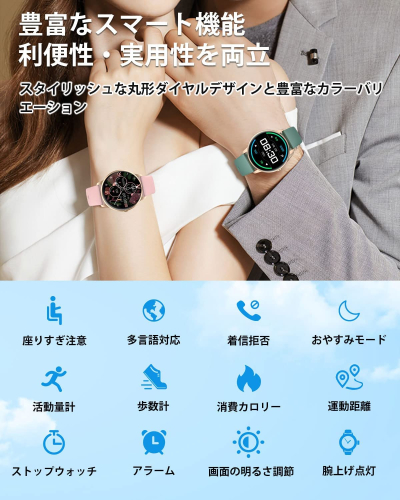 豊富なスマート機能
利便性・実用性を両立
スタイリッシュな丸形ダイヤルデザインと豊富なカラーバリ
エーション
08:30
座りすぎ注意
多言語対応
着信拒否
おやすみモード
活動量計
歩数計
消費カロリー
運動距離
ストップウォッチ
アラーム
画面の明るさ調節
腕上げ点灯